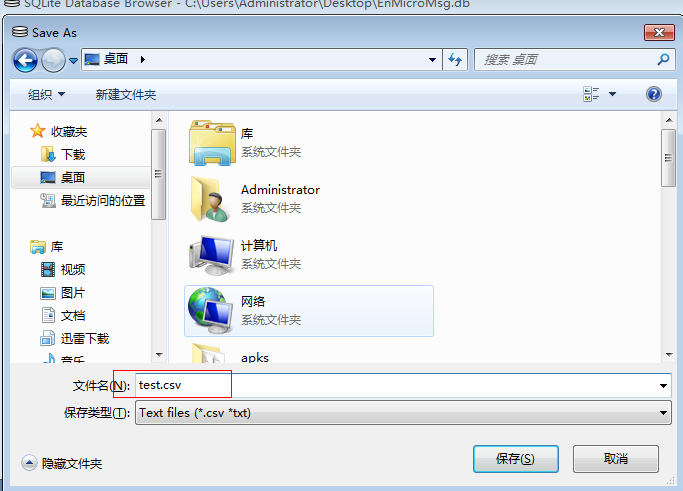 SQLite Database Browser - C:\Users\Administrator\Desktop\EnMicroMsg.db
Save As
桌面
搜索 桌面
组织 新建文件夹
收藏夹
下载
桌面
最近访问的位置
库
视频
图片
文档
迅雷下载
音乐
库
系统文件夹
Administrator
系统文件夹
计算机
系统文件夹
网络
系统文件夹
apks
文件名(N): test.csv
保存类型(T): Text files (*.csv *txt)
隐藏文件夹 保存(S) 取消